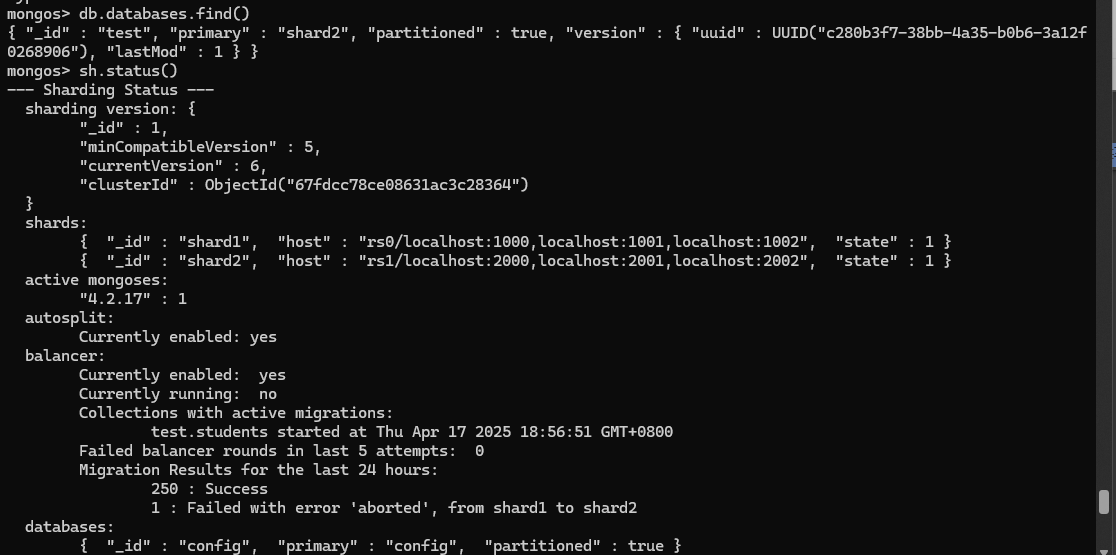 mongos> db.databases.find()
{ "_id" : "test", "primary" : "shard2", "partitioned" : true, "version" : { "uuid" : UUID("c280b3f7-38bb-4a35-b0b6-3a12f
0268906"), "lastMod" : 1 } }
mongos> sh.status()
--- Sharding Status ---
  sharding version: {
        "_id" : 1,
        "minCompatibleVersion" : 5,
        "currentVersion" : 6,
        "clusterId" : ObjectId("67fdcc78ce08631ac3c28364")
  }
  shards:
        {  "_id" : "shard1",  "host" : "rs0/localhost:1000,localhost:1001,localhost:1002",  "state" : 1 }
        {  "_id" : "shard2",  "host" : "rs1/localhost:2000,localhost:2001,localhost:2002",  "state" : 1 }
  active mongoses:
        "4.2.17" : 1
  autosplit:
        Currently enabled: yes
  balancer:
        Currently enabled:  yes
        Currently running:  no
        Collections with active migrations:
                test.students started at Thu Apr 17 2025 18:56:51 GMT+0800
        Failed balancer rounds in last 5 attempts:  0
        Migration Results for the last 24 hours:
                250 : Success
                1 : Failed with error 'aborted', from shard1 to shard2
  databases:
        {  "_id" : "config",  "primary" : "config",  "partitioned" : true }